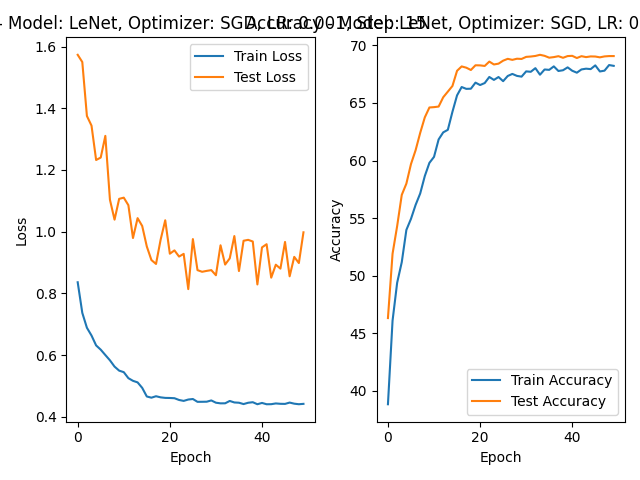 - Model: LeNet, Optimizer: SGD, LR: 0.001, Step: 15
Accuracy - Model: LeNet, Optimizer: SGD, LR: 0
Train Loss
Test Loss
1.6
1.4
1.2
1.0
0.8
0.6
0.4
Loss
0
20
40
Epoch
70
65
60
55
50
45
40
Accuracy
Train Accuracy
Test Accuracy
0
20
40
Epoch